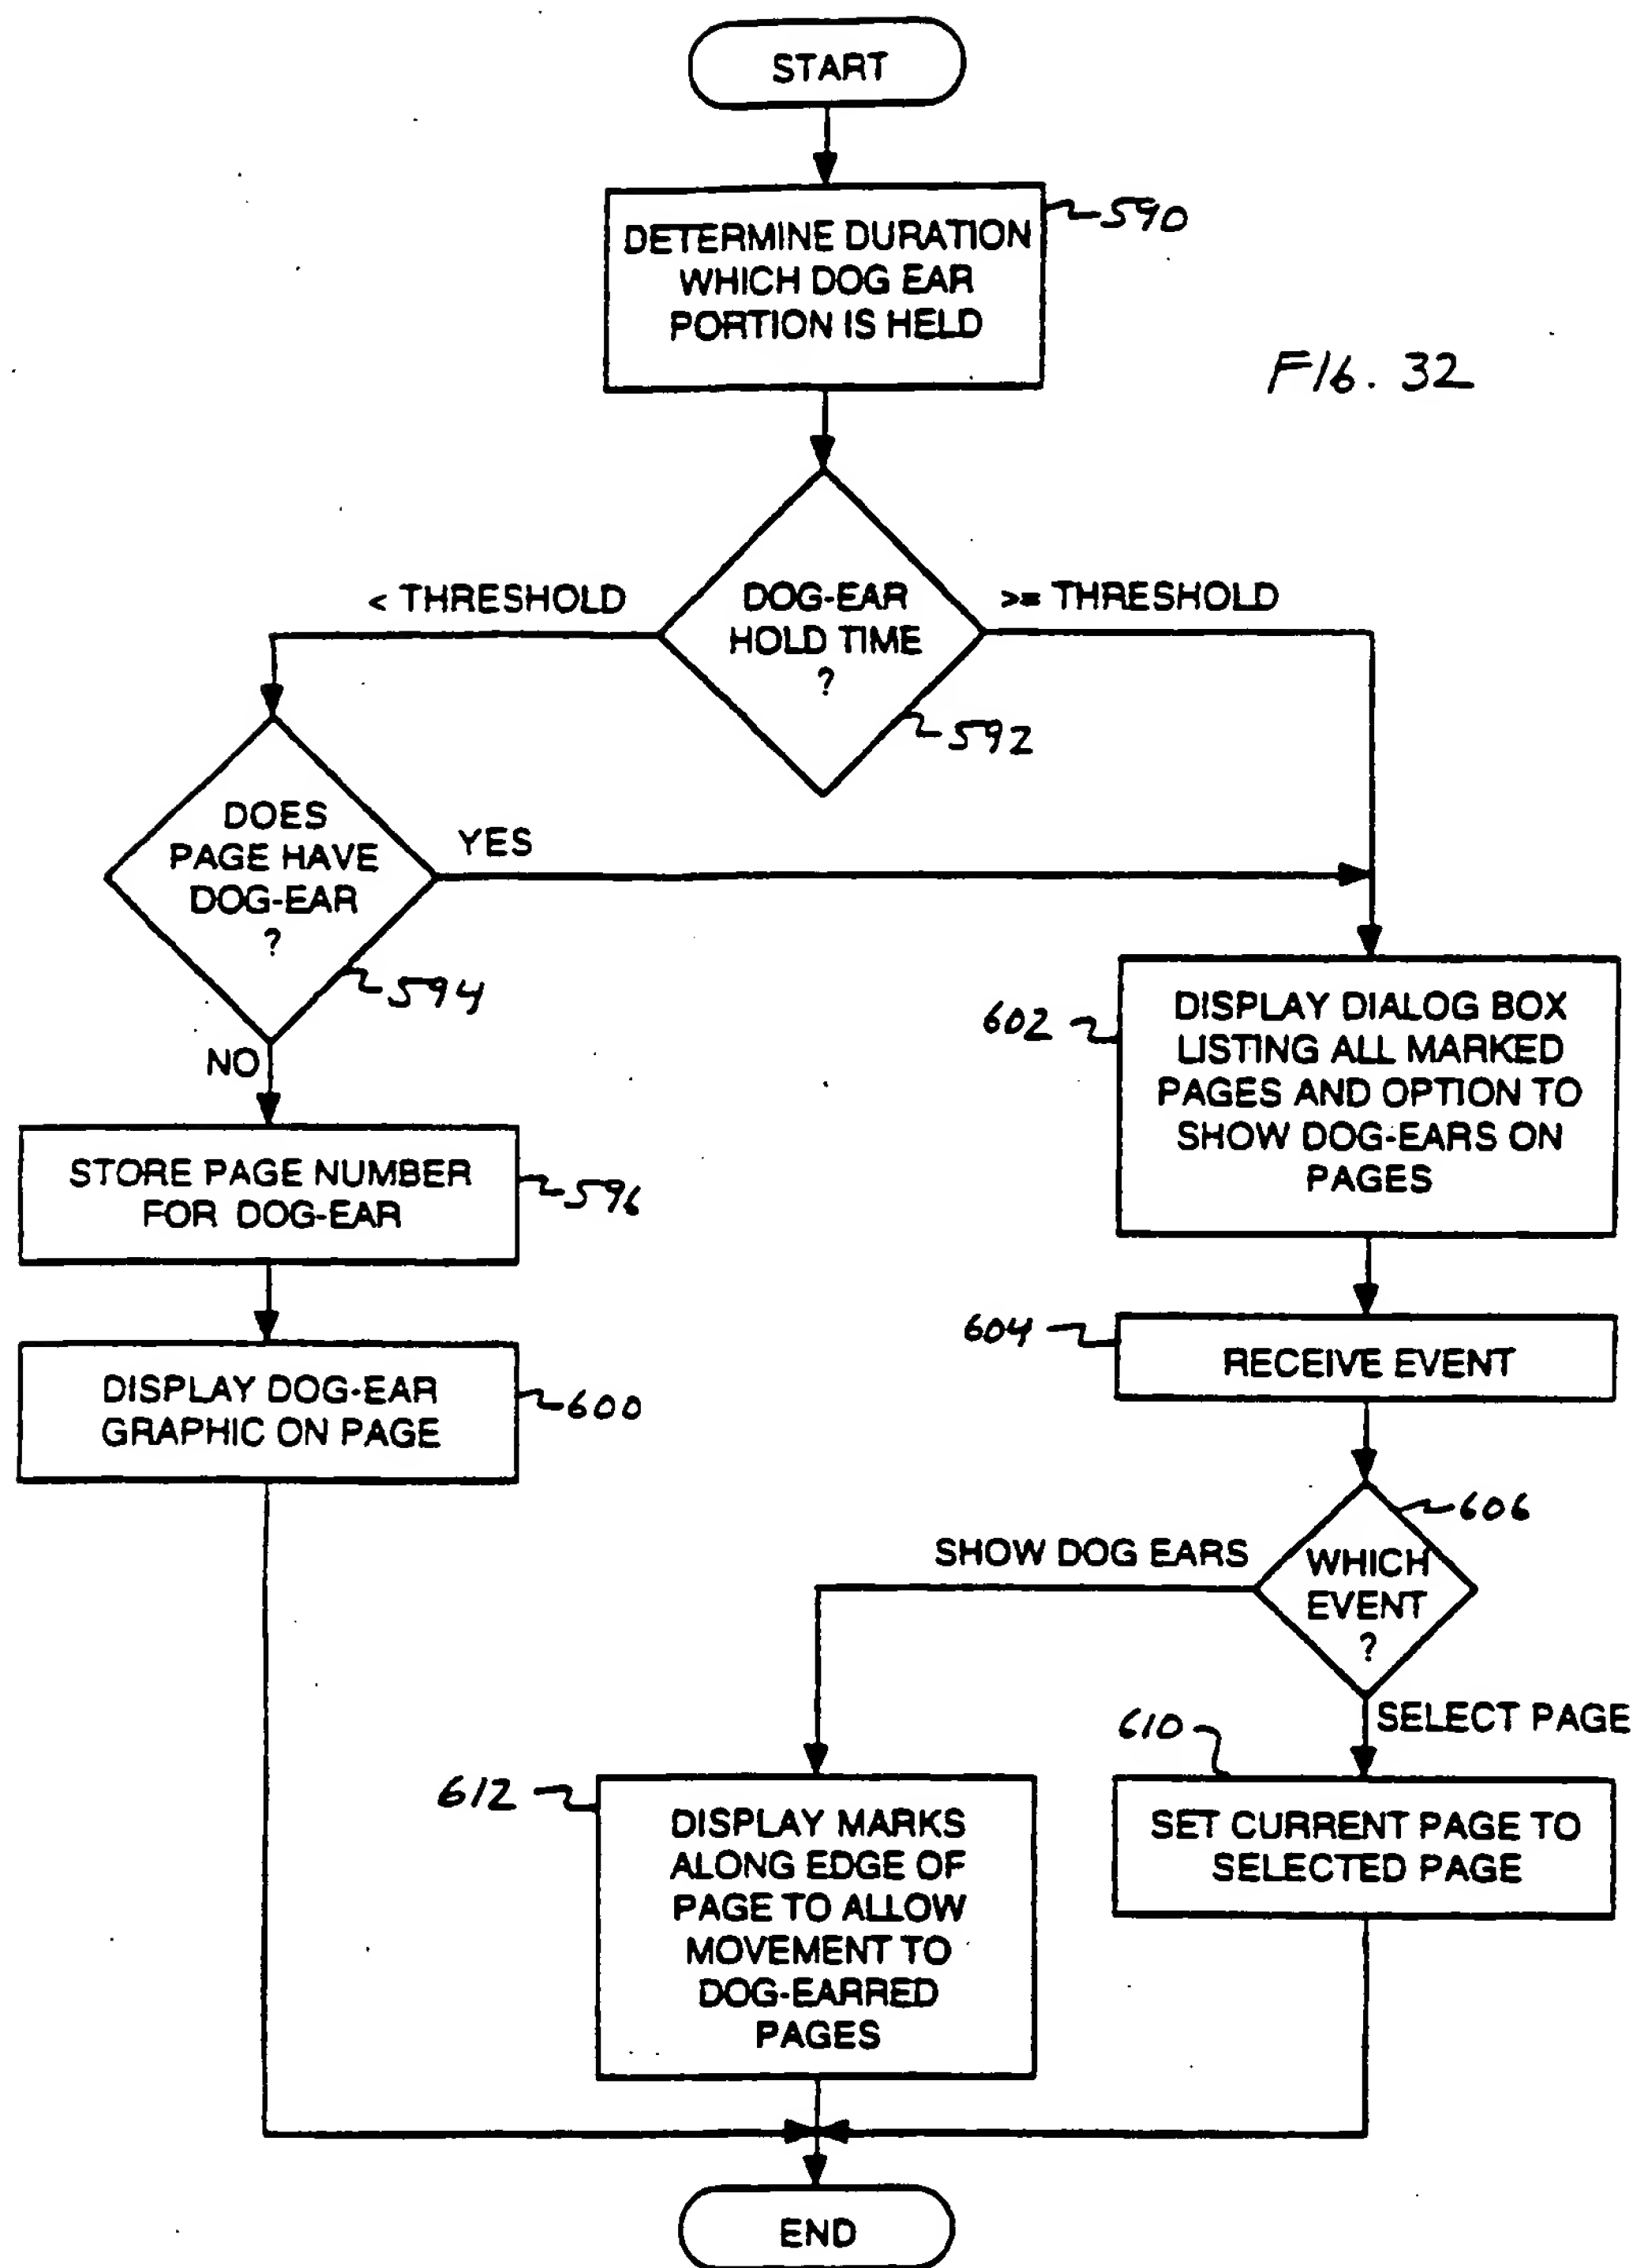 START
DETERMINE DURATION
WHICH DOG EAR
PORTION IS HELD
590
FIG. 32
< THRESHOLD
DOG-EAR
HOLD TIME
?
>= THRESHOLD
592
DOES
PAGE HAVE
DOG-EAR
?
YES
594
NO
602
DISPLAY DIALOG BOX
LISTING ALL MARKED
PAGES AND OPTION TO
SHOW DOG-EARS ON
PAGES
STORE PAGE NUMBER
FOR DOG-EAR
596
604
RECEIVE EVENT
DISPLAY DOG-EAR
GRAPHIC ON PAGE
600
606
SHOW DOG EARS
WHICH
EVENT
?
SELECT PAGE
610
SET CURRENT PAGE TO
SELECTED PAGE
612
DISPLAY MARKS
ALONG EDGE OF
PAGE TO ALLOW
MOVEMENT TO
DOG-EARRED
PAGES
END